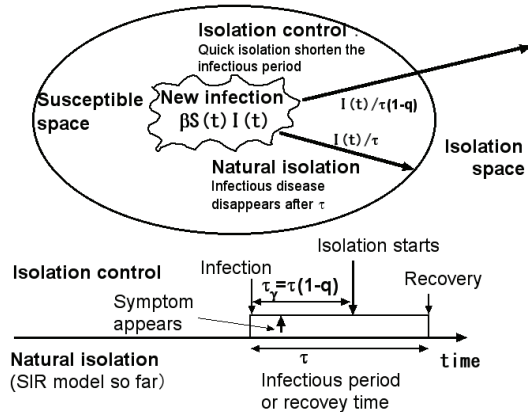 Isolation control :
Quick isolation shorten the
infectious period
Susceptible
space
New infection
βS(t)I(t)
I(t)/τ(1-q)
I(t)/τ
Natural isolation
Infectious disease
disappears after τ
Isolation
space
Isolation starts
Isolation control
Infection
τγ=τ(1-q)
Recovery
Symptom
appears
τ
time
Natural isolation
(SIR model so far)
Infectious period
or recovey time